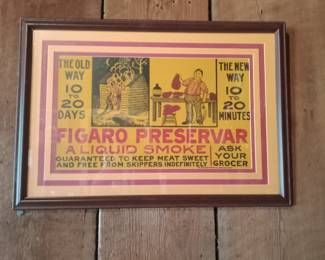 THE OLD
WAY
10
TO
20
DAYS
THE NEW
WAY
10
TO
20
MINUTES
FIGARO PRESERVAR
A LIQUID SMOKE
GUARANTEED TO KEEP MEAT SWEET
AND FREE FROM SKIPPERS INDEFINITELY
ASK
YOUR
GROCER